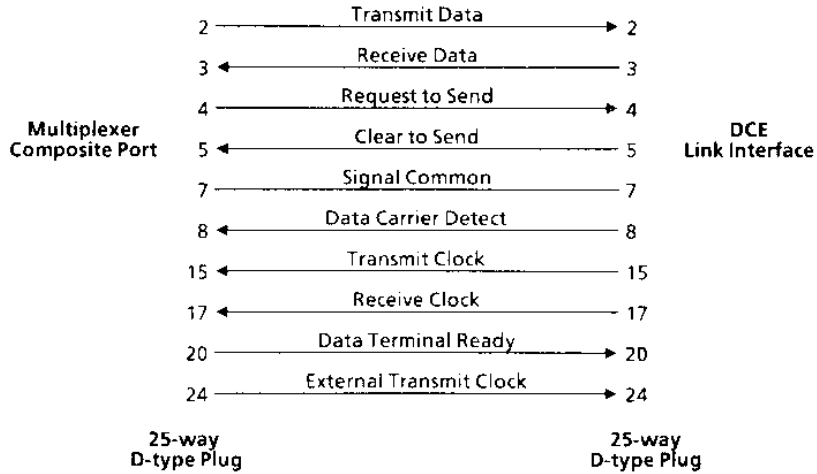 Transmit Data
2 2
Receive Data
3 3
Request to Send
4 4
Multiplexer
Composite Port
DCE
Link Interface
Clear to Send
5 5
Signal Common
7 7
Data Carrier Detect
8 8
Transmit Clock
15 15
Receive Clock
17 17
Data Terminal Ready
20 20
External Transmit Clock
24 24
25-way
D-type Plug
25-way
D-type Plug